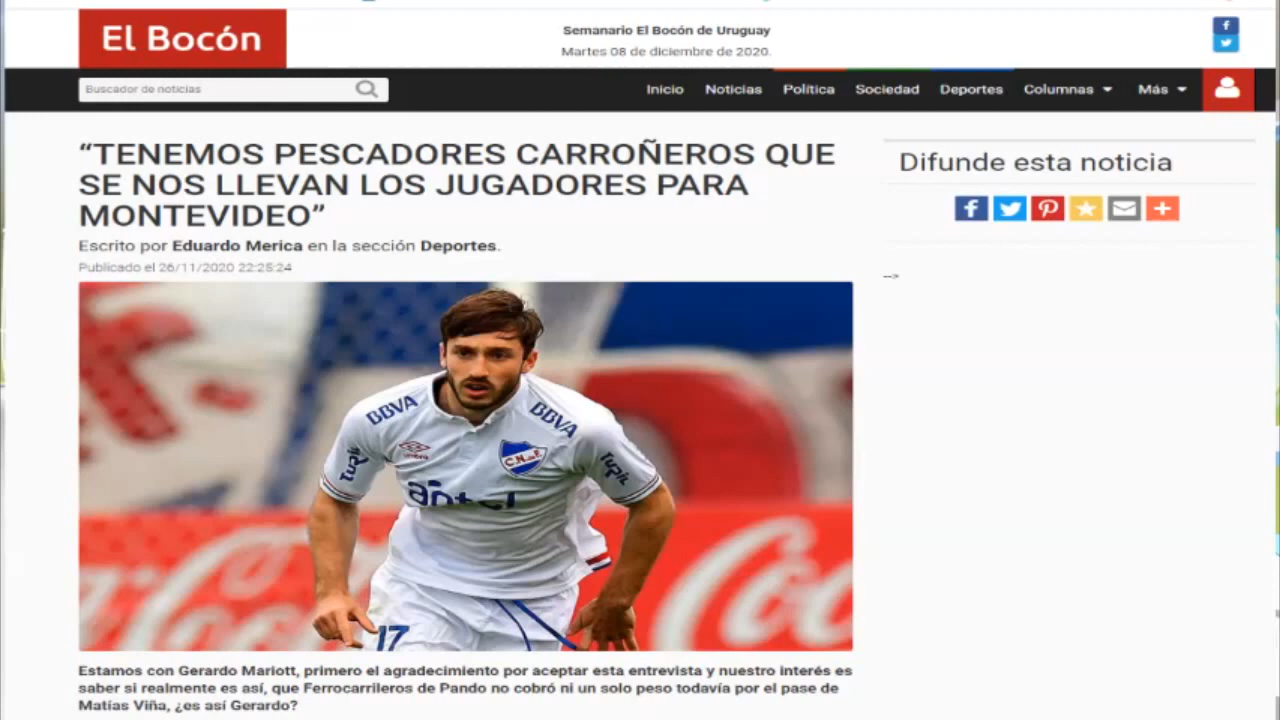 El Bocón
Semanario El Bocón de Uruguay
Martes 08 de diciembre de 2020.
Buscador de noticias
Inicio Noticias Política Sociedad Deportes Columnas Más
“TENEMOS PESCADORES CARROÑEROS QUE
SE NOS LLEVAN LOS JUGADORES PARA
MONTEVIDEO”
Escrito por Eduardo Merica en la sección Deportes.
Publicado el 26/11/2020 22:25:24
Difunde esta noticia
-->
BBVA BBVA
umbro
C.N. de F.
antel
17
Coca
Estamos con Gerardo Mariott, primero el agradecimiento por aceptar esta entrevista y nuestro interés es
saber si realmente es así, que Ferrocarrileros de Pando no cobró ni un solo peso todavía por el pase de
Matías Viña, ¿es así Gerardo?